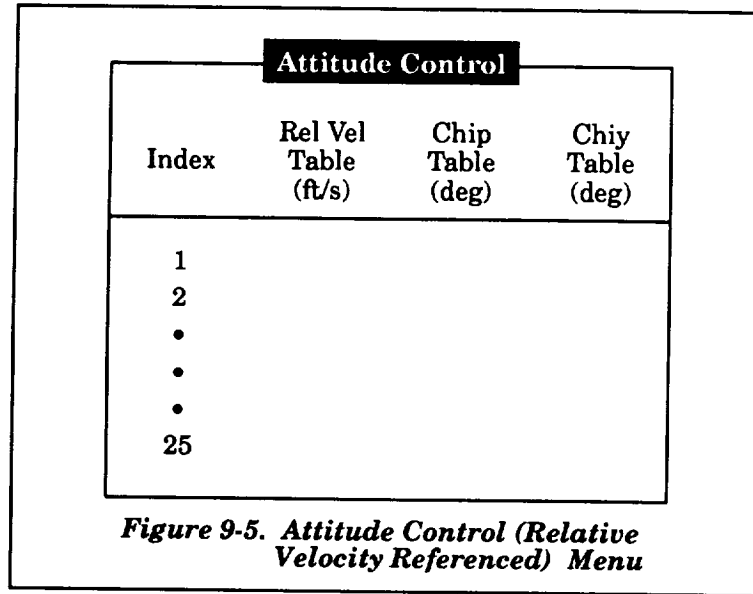 Attitude Control
Index Rel Vel Table (ft/s) Chip Table (deg) Chiy Table (deg)
1
2
•
•
•
25
Figure 9-5. Attitude Control (Relative
Velocity Referenced) Menu